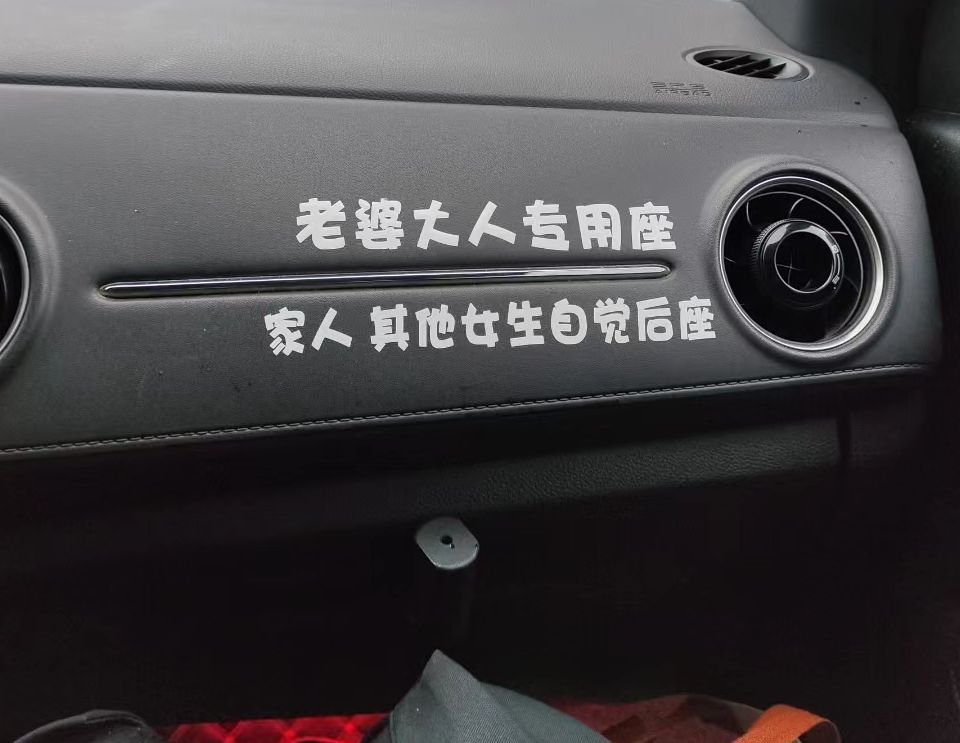 老婆大人专用座
家人 其他女生自觉后座